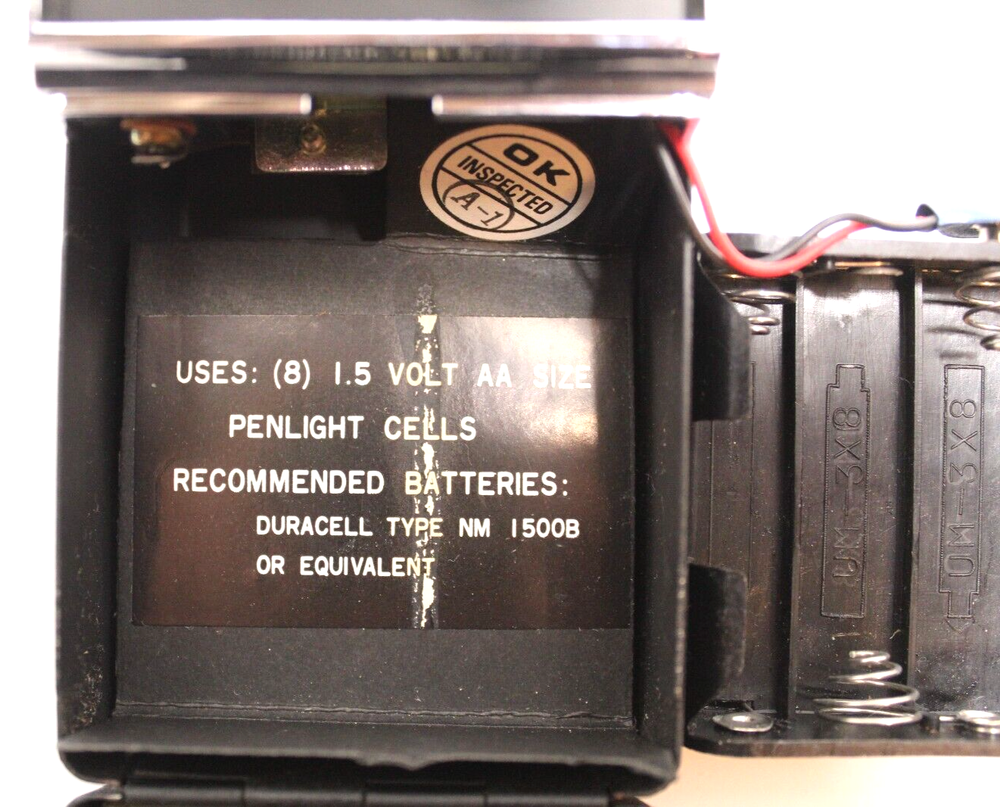 OK
INSPECTED
A-1
USES: (8) 1.5 VOLT AA SIZE
PENLIGHT CELLS
RECOMMENDED BATTERIES:
DURACELL TYPE NM 1500B
OR EQUIVALENT
UM-3X8
UM-3X8